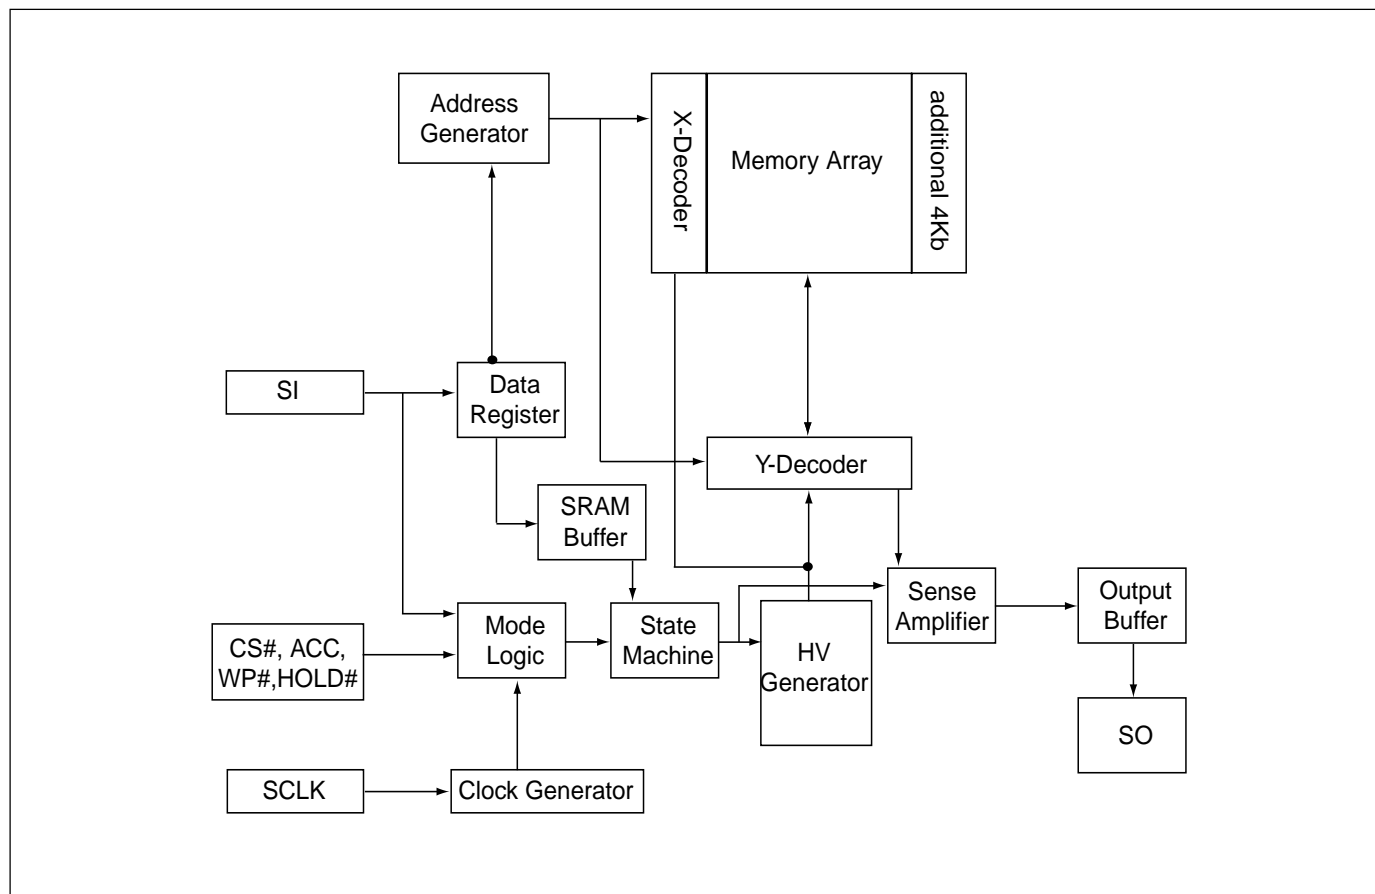 Address
Generator
X-Decoder
Memory Array
additional 4Kb
SI
Data
Register
Y-Decoder
SRAM
Buffer
Sense
Amplifier
Output
Buffer
CS#, ACC,
WP#,HOLD#
Mode
Logic
State
Machine
HV
Generator
SO
SCLK
Clock Generator